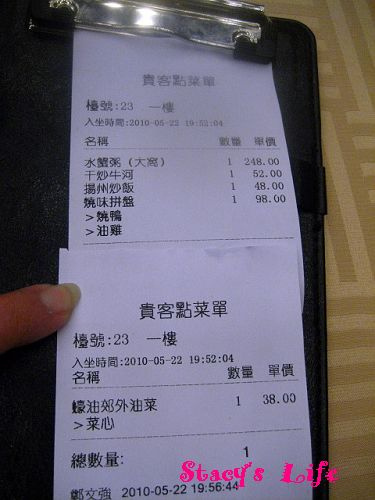 貴客點菜單
檯號:23 一樓
入坐時間:2010-05-22 19:52:04
名稱 數量 單價
水蟹粥 (大窩) 1 248.00
干炒牛河 1 52.00
揚州炒飯 1 48.00
燒味拼盤 1 98.00
>燒鴨
>油雞
貴客點菜單
檯號:23 一樓
入坐時間:2010-05-22 19:52:04
名稱 數量 單價
蠔油郊外油菜 1 38.00
>菜心
總數量: 1
鄭文強 2010-05-22 19:56:44
Stacy's Life